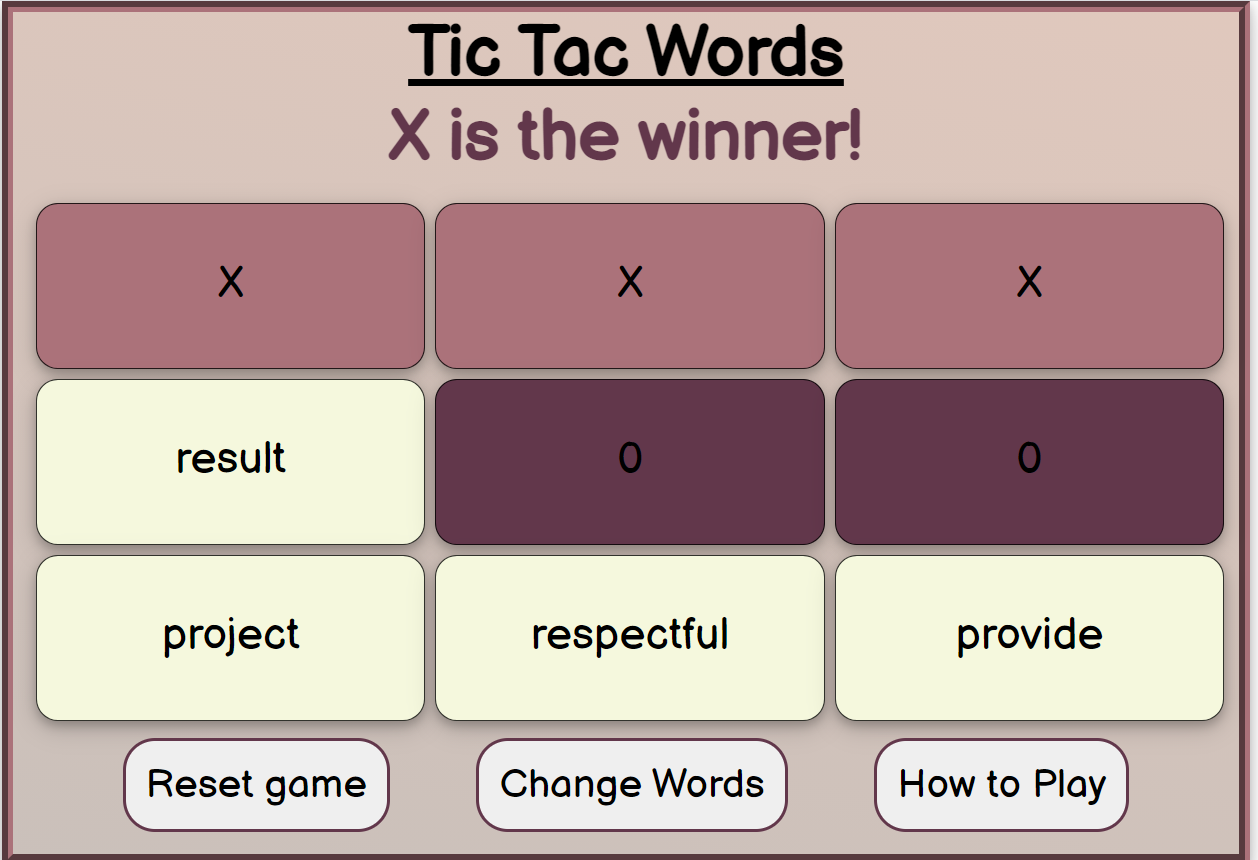 Tic Tac Words
X is the winner!
X X X
result 0 0
project respectful provide
Reset game Change Words How to Play